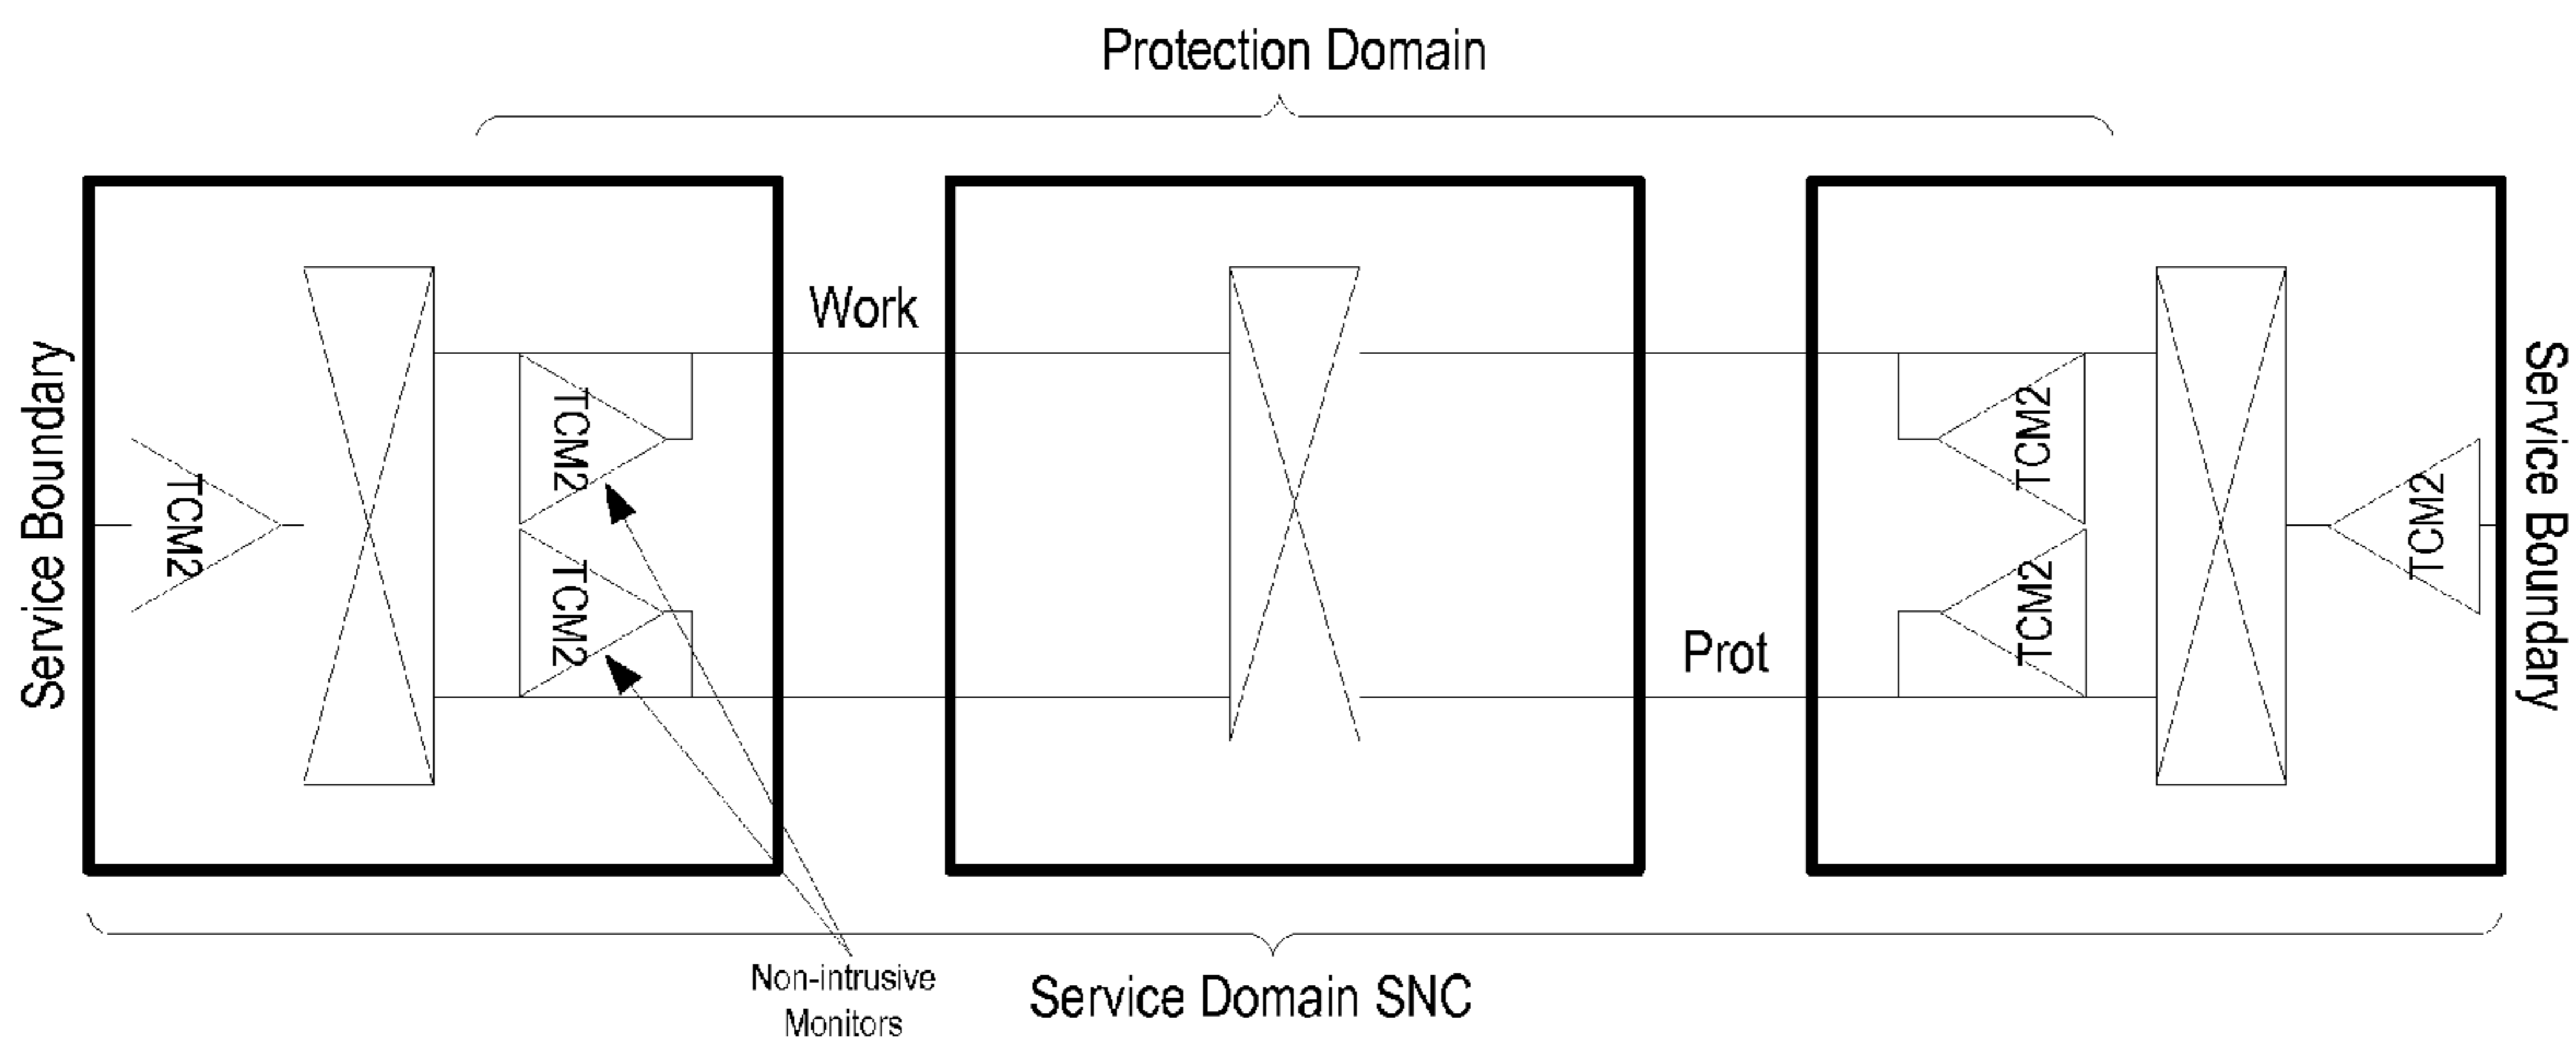 Protection Domain
Work
Service Boundary
TCM2
TCM2
TCM2
Prot
TCM2
TCM2
TCM2
Service Boundary
Non-intrusive
Monitors
Service Domain SNC